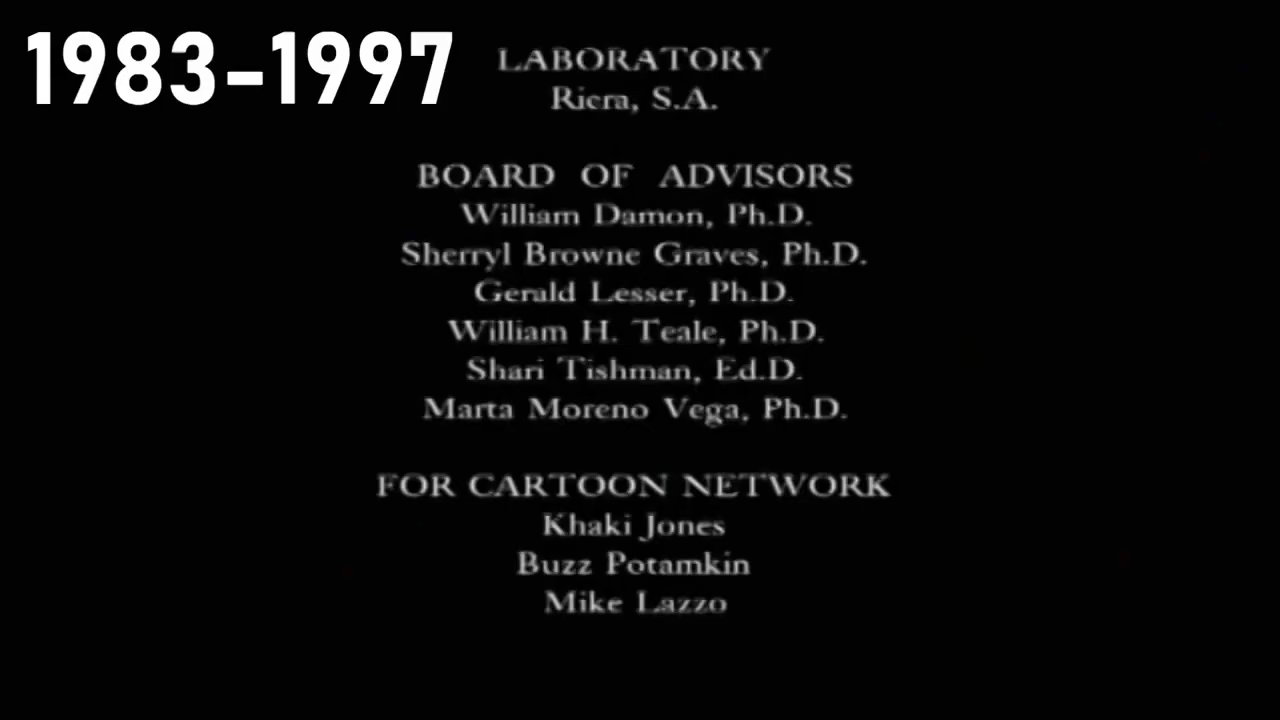 1983-1997
LABORATORY
Riera, S.A.
BOARD OF ADVISORS
William Damon, Ph.D.
Sherryl Browne Graves, Ph.D.
Gerald Lesser, Ph.D.
William H. Teale, Ph.D.
Shari Tishman, Ed.D.
Marta Moreno Vega, Ph.D.
FOR CARTOON NETWORK
Khaki Jones
Buzz Potamkin
Mike Lazzo